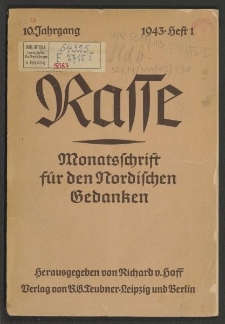 10. Jahrgang 1943·Heft 1
Rasse
Monatsschrift
für den Nordischen
Gedanken
Herausgegeben von Richard v. Hoff
Verlag von B.G. Teubner·Leipzig und Berlin